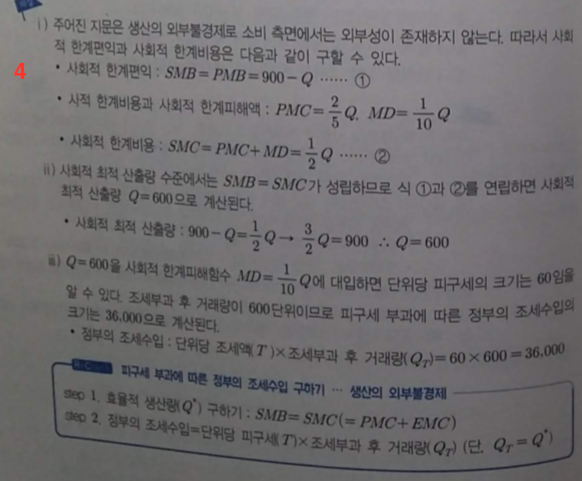 ⅰ) 주어진 지문은 생산의 외부불경제로 소비 측면에서는 외부성이 존재하지 않는다. 따라서 사회
적 한계편익과 사회적 한계비용은 다음과 같이 구할 수 있다.
4
• 사회적 한계편익 : SMB = PMB = 900 − Q ⋯⋯ ①
• 사적 한계비용과 사회적 한계피해액 : PMC = 2/5 Q, MD = 1/10 Q
• 사회적 한계비용 : SMC = PMC + MD = 1/2 Q ⋯⋯ ②
ⅱ) 사회적 최적 산출량 수준에서는 SMB = SMC가 성립하므로 식 ①과 ②를 연립하면 사회적
최적 산출량 Q = 600으로 계산된다.
• 사회적 최적 산출량 : 900 − Q = 1/2 Q → 3/2 Q = 900 ∴ Q = 600
ⅲ) Q = 600을 사회적 한계피해함수 MD = 1/10 Q에 대입하면 단위당 피구세의 크기는 60임을
알 수 있다. 조세부과 후 거래량이 600단위이므로 피구세 부과에 따른 정부의 조세수입의
크기는 36,000으로 계산된다.
• 정부의 조세수입 : 단위당 조세액(T) × 조세부과 후 거래량(Q_T) = 60 × 600 = 36,000
피구세 부과에 따른 정부의 조세수입 구하기 ⋯ 생산의 외부불경제
step 1. 효율적 생산량(Q*) 구하기 : SMB = SMC(= PMC + EMC)
step 2. 정부의 조세수입=단위당 피구세(T) × 조세부과 후 거래량(Q_T) (단, Q_T = Q*)